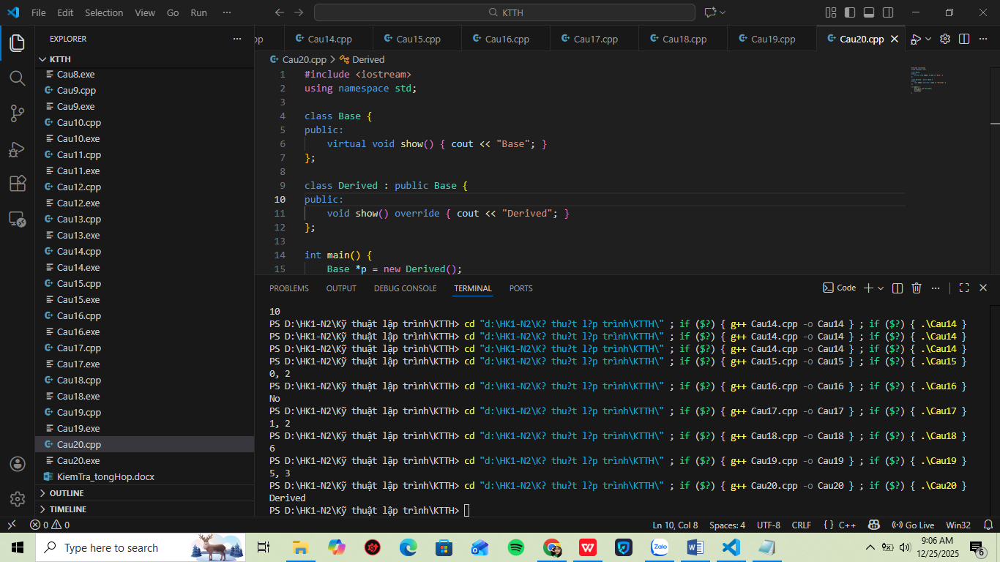 File Edit Selection View Go Run ···
KTTH
EXPLORER ···
KTTH
Cau8.exe
Cau9.cpp
Cau9.exe
Cau10.cpp
Cau10.exe
Cau11.cpp
Cau11.exe
Cau12.cpp
Cau12.exe
Cau13.cpp
Cau13.exe
Cau14.cpp
Cau14.exe
Cau15.cpp
Cau15.exe
Cau16.cpp
Cau16.exe
Cau17.cpp
Cau17.exe
Cau18.cpp
Cau18.exe
Cau19.cpp
Cau19.exe
Cau20.cpp
Cau20.exe
KiemTra_tongHop.docx
OUTLINE
TIMELINE
pp Cau14.cpp Cau15.cpp Cau16.cpp Cau17.cpp Cau18.cpp Cau19.cpp Cau20.cpp
Cau20.cpp > Derived
1 #include <iostream>
2 using namespace std;
3
4 class Base {
5 public:
6 virtual void show() { cout << "Base"; }
7 };
8
9 class Derived : public Base {
10 public:
11 void show() override { cout << "Derived"; }
12 };
13
14 int main() {
15 Base *p = new Derived();
PROBLEMS OUTPUT DEBUG CONSOLE TERMINAL PORTS Code
10
PS D:\HK1-N2\Kỹ thuật lập trình\KTTH> cd "d:\HK1-N2\K? thu?t l?p trình\KTTH\" ; if ($?) { g++ Cau14.cpp -o Cau14 } ; if ($?) { .\Cau14 }
PS D:\HK1-N2\Kỹ thuật lập trình\KTTH> cd "d:\HK1-N2\K? thu?t l?p trình\KTTH\" ; if ($?) { g++ Cau14.cpp -o Cau14 } ; if ($?) { .\Cau14 }
PS D:\HK1-N2\Kỹ thuật lập trình\KTTH> cd "d:\HK1-N2\K? thu?t l?p trình\KTTH\" ; if ($?) { g++ Cau14.cpp -o Cau14 } ; if ($?) { .\Cau14 }
PS D:\HK1-N2\Kỹ thuật lập trình\KTTH> cd "d:\HK1-N2\K? thu?t l?p trình\KTTH\" ; if ($?) { g++ Cau15.cpp -o Cau15 } ; if ($?) { .\Cau15 }
0, 2
PS D:\HK1-N2\Kỹ thuật lập trình\KTTH> cd "d:\HK1-N2\K? thu?t l?p trình\KTTH\" ; if ($?) { g++ Cau16.cpp -o Cau16 } ; if ($?) { .\Cau16 }
No
PS D:\HK1-N2\Kỹ thuật lập trình\KTTH> cd "d:\HK1-N2\K? thu?t l?p trình\KTTH\" ; if ($?) { g++ Cau17.cpp -o Cau17 } ; if ($?) { .\Cau17 }
1, 2
PS D:\HK1-N2\Kỹ thuật lập trình\KTTH> cd "d:\HK1-N2\K? thu?t l?p trình\KTTH\" ; if ($?) { g++ Cau18.cpp -o Cau18 } ; if ($?) { .\Cau18 }
6
PS D:\HK1-N2\Kỹ thuật lập trình\KTTH> cd "d:\HK1-N2\K? thu?t l?p trình\KTTH\" ; if ($?) { g++ Cau19.cpp -o Cau19 } ; if ($?) { .\Cau19 }
5, 3
PS D:\HK1-N2\Kỹ thuật lập trình\KTTH> cd "d:\HK1-N2\K? thu?t l?p trình\KTTH\" ; if ($?) { g++ Cau20.cpp -o Cau20 } ; if ($?) { .\Cau20 }
Derived
PS D:\HK1-N2\Kỹ thuật lập trình\KTTH>
0 0 Ln 10, Col 8 Spaces: 4 UTF-8 CRLF {} C++ Go Live Win32
Type here to search Zalo 9:06 AM
12/25/2025 6